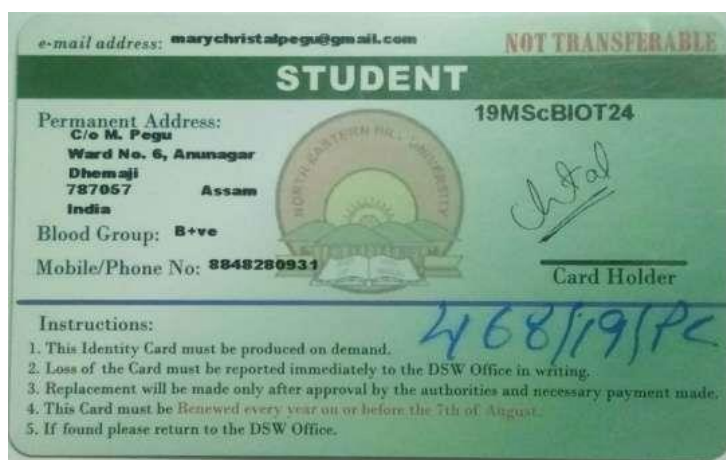 e-mail address: marychristalpegu@gmail.com NOT TRANSFERABLE
STUDENT
19MScBIOT24
Permanent Address:
C/o M. Pegu
Ward No. 6, Anunagar
Dhemaji
787057 Assam
India
Blood Group: B+ve
Mobile/Phone No: 8848280931
NORTH EASTERN HILL UNIVERSITY
Card Holder
468/19/PC
Instructions:
1. This Identity Card must be produced on demand.
2. Loss of the Card must be reported immediately to the DSW Office in writing.
3. Replacement will be made only after approval by the authorities and necessary payment made.
4. This Card must be Renewed every year on or before the 7th of August.
5. If found please return to the DSW Office.